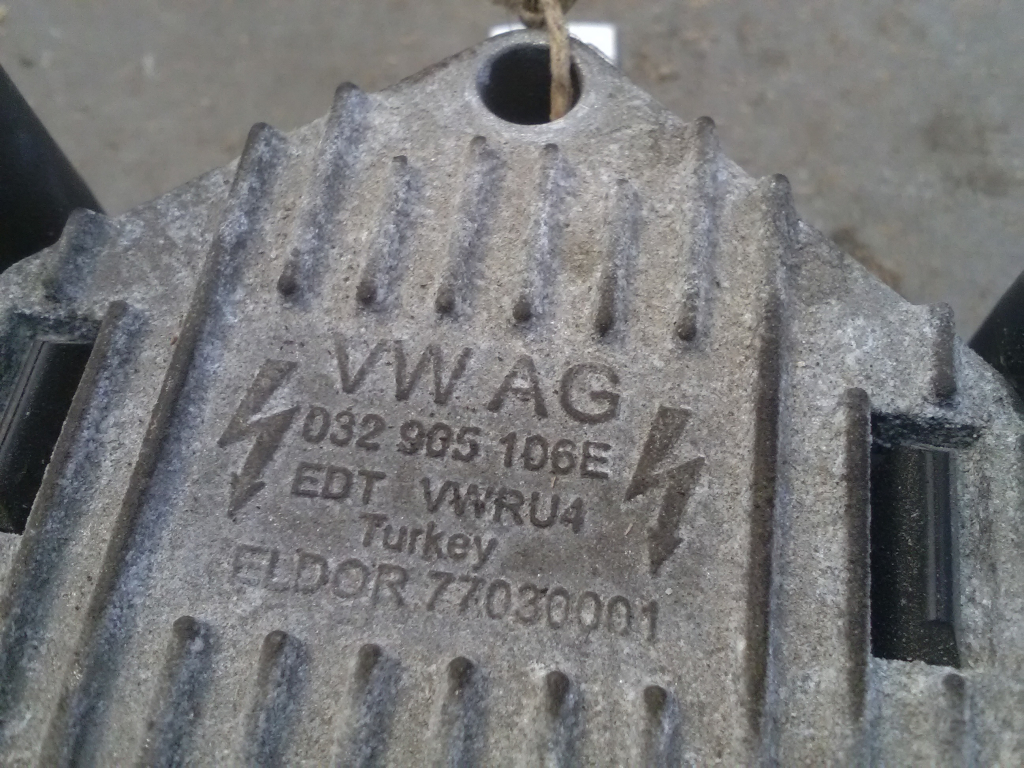 VW AG
032 905 106E
EDT VWRU4
Turkey
ELDOR 77030001